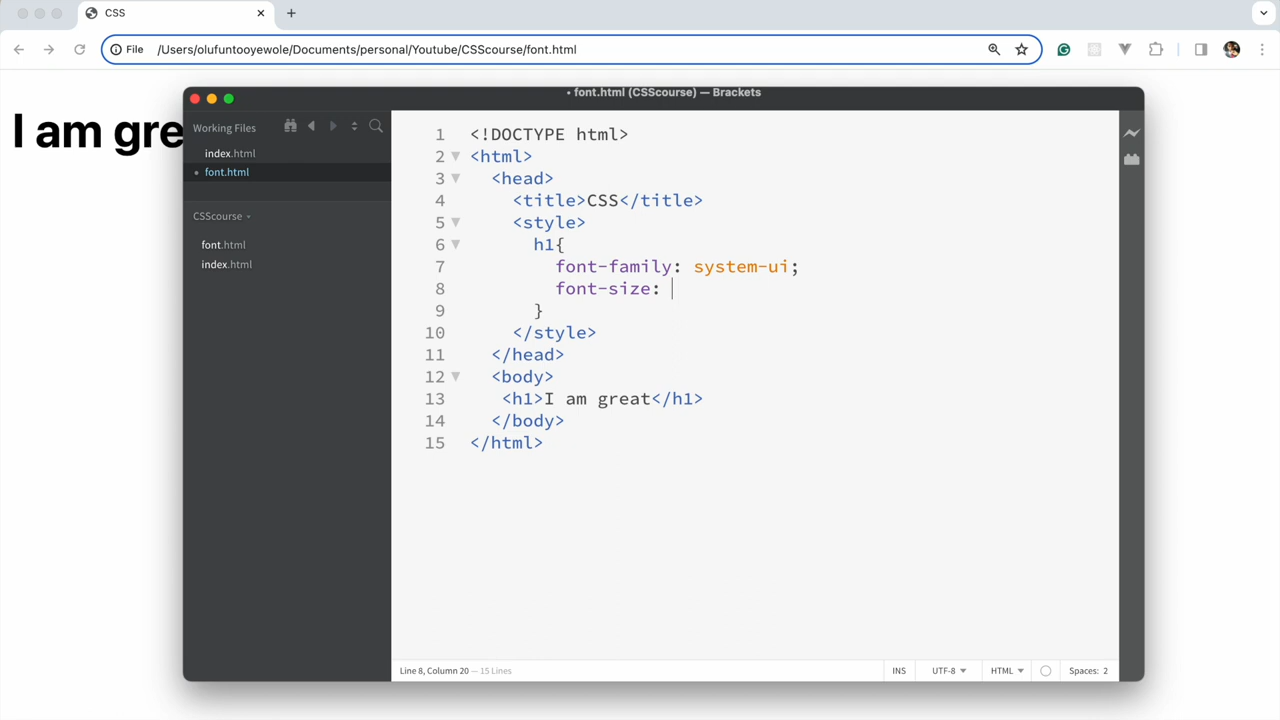 CSS
File /Users/olufuntooyewole/Documents/personal/Youtube/CSScourse/font.html
I am gre
• font.html (CSScourse) — Brackets
Working Files
index.html
• font.html
CSScourse
font.html
index.html
1 <!DOCTYPE html>
2 <html>
3 <head>
4 <title>CSS</title>
5 <style>
6 h1{
7 font-family: system-ui;
8 font-size:
9 }
10 </style>
11 </head>
12 <body>
13 <h1>I am great</h1>
14 </body>
15 </html>
Line 8, Column 20 — 15 Lines
INS UTF-8 HTML Spaces: 2